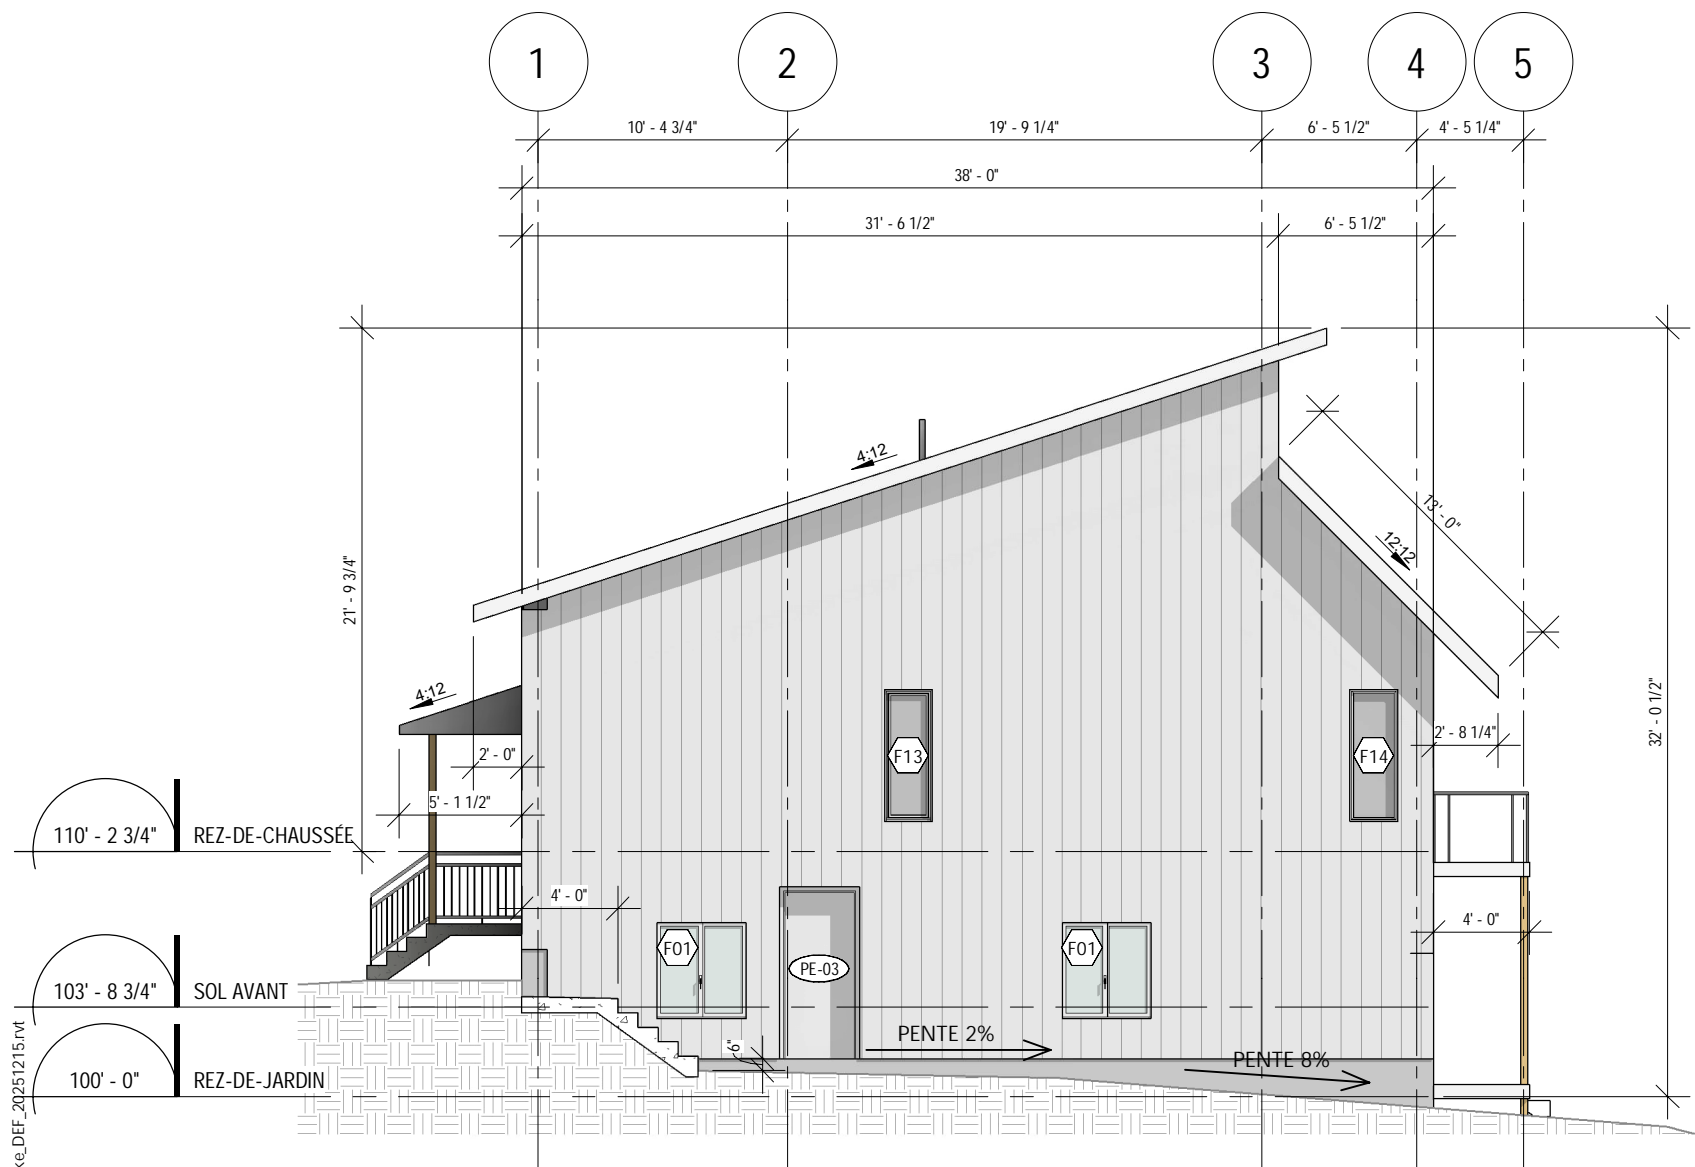 1 2 3 4 5
10' - 4 3/4" 19' - 9 1/4" 6' - 5 1/2" 4' - 5 1/4"
38' - 0"
31' - 6 1/2" 6' - 5 1/2"
4:12
13' - 0"
12:12
21' - 9 3/4"
32' - 0 1/2"
4:12
2' - 0"
F13
F14
2' - 8 1/4"
5' - 1 1/2"
110' - 2 3/4" REZ-DE-CHAUSSÉE
4' - 0"
4' - 0"
F01
F01
PE-03
103' - 8 3/4" SOL AVANT
PENTE 2%
6"
PENTE 8%
100' - 0" REZ-DE-JARDIN
ke_DEF_20251215.rvt